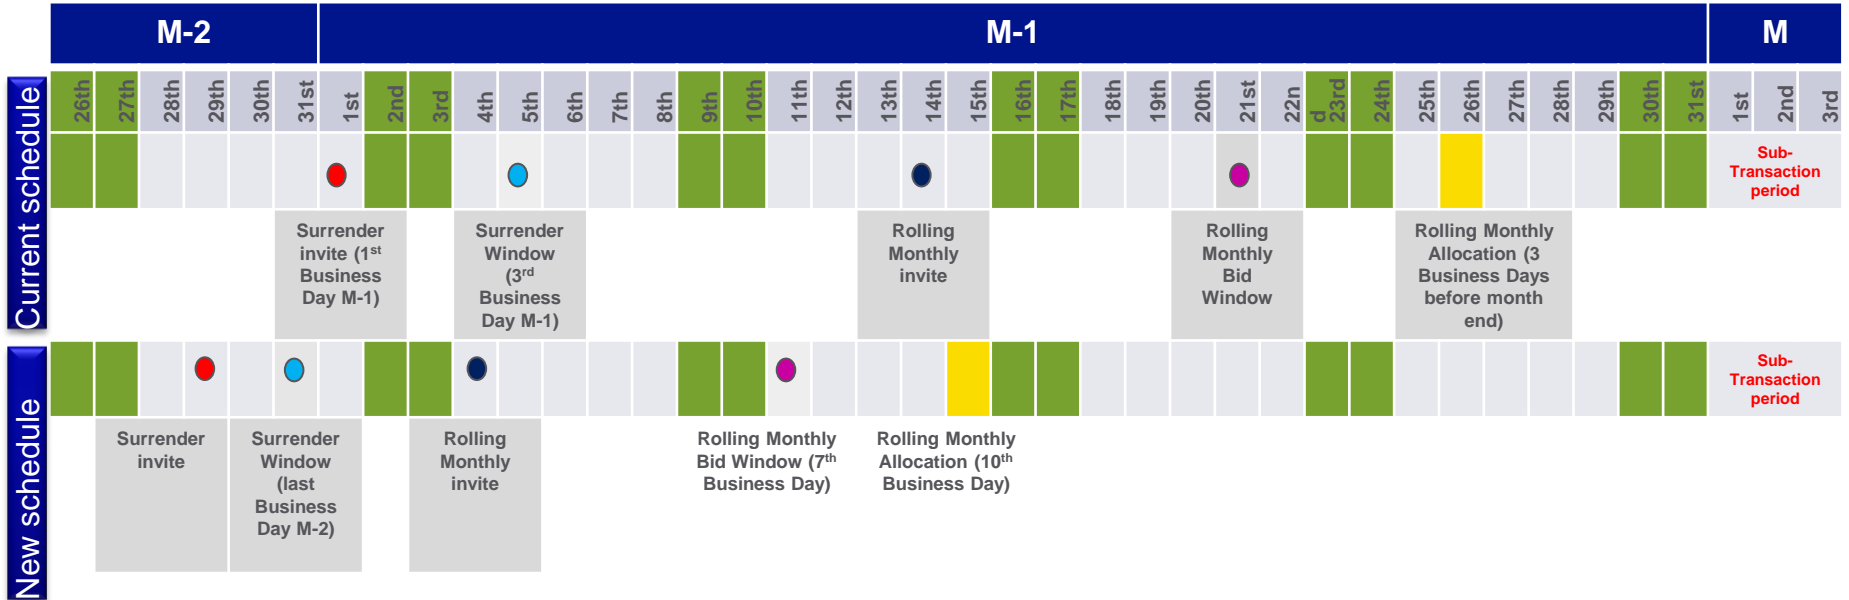 M-2 M-1 M
Current schedule
26th 27th 28th 29th 30th 31st 1st 2nd 3rd 4th 5th 6th 7th 8th 9th 10th 11th 12th 13th 14th 15th 16th 17th 18th 19th 20th 21st 22n d 23rd 24th 25th 26th 27th 28th 29th 30th 31st 1st 2nd 3rd
Sub-
Transaction
period
Surrender
invite (1st
Business
Day M-1)
Surrender
Window
(3rd
Business
Day M-1)
Rolling
Monthly
invite
Rolling
Monthly
Bid
Window
Rolling Monthly
Allocation (3
Business Days
before month
end)
New schedule
Sub-
Transaction
period
Surrender
invite
Surrender
Window
(last
Business
Day M-2)
Rolling
Monthly
invite
Rolling Monthly
Bid Window (7th
Business Day)
Rolling Monthly
Allocation (10th
Business Day)